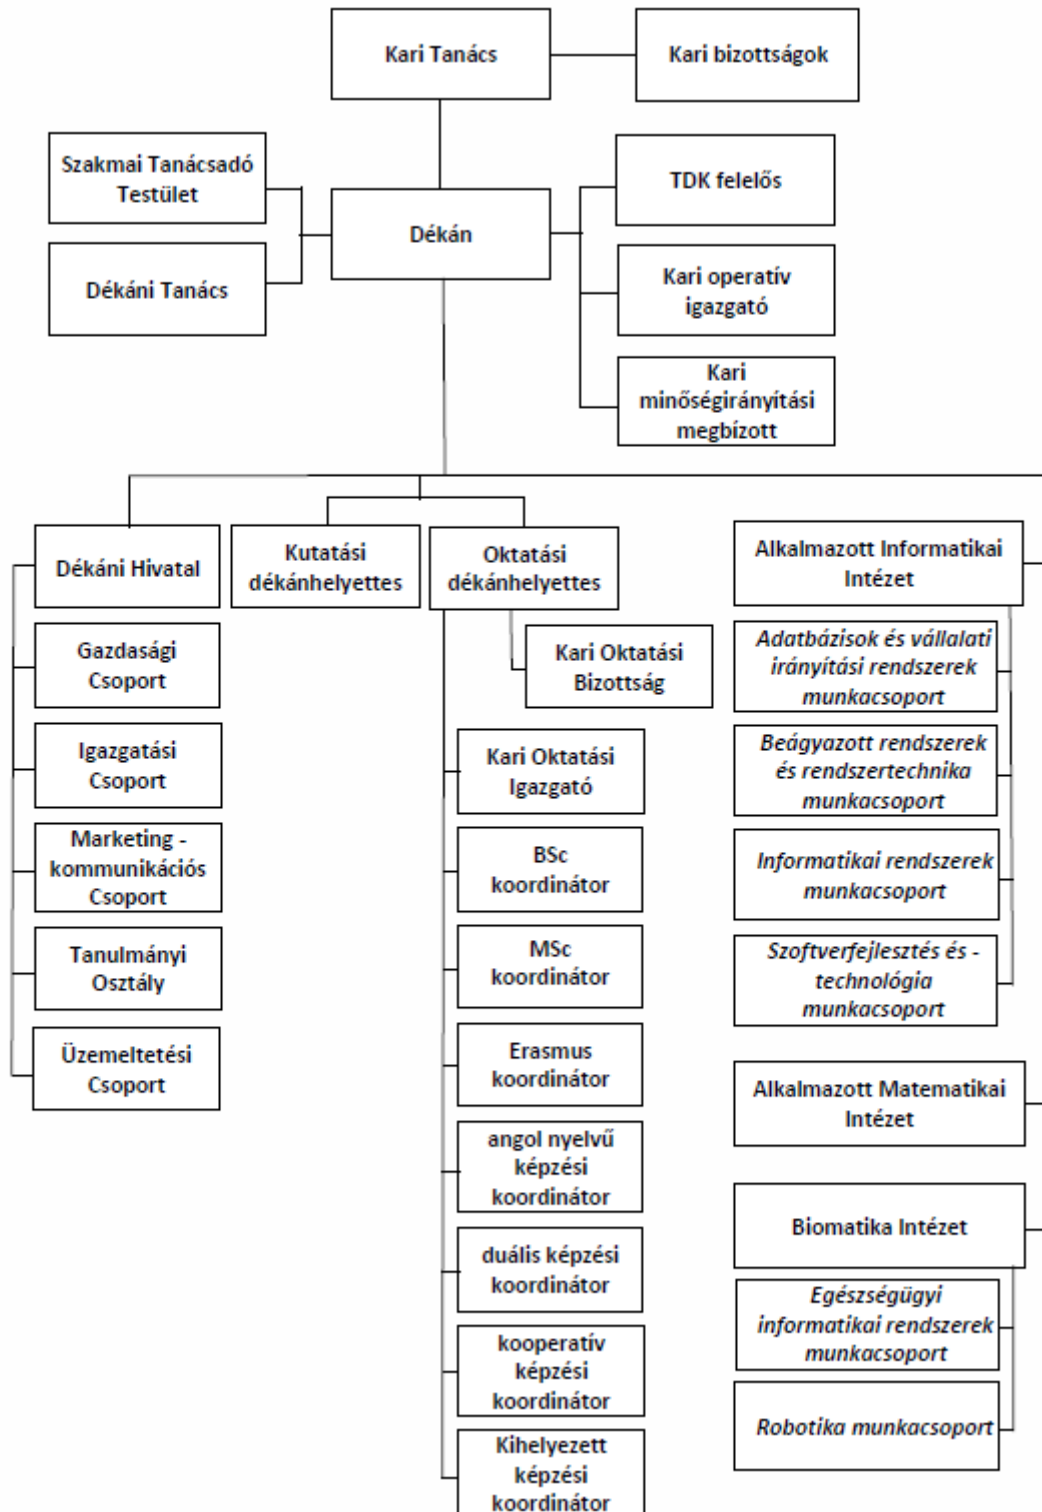 Kari Tanács
Kari bizottságok
Szakmai Tanácsadó
Testület
Dékán
TDK felelős
Dékáni Tanács
Kari operatív
igazgató
Kari
minőségirányítási
megbízott
Dékáni Hivatal
Gazdasági
Csoport
Igazgatási
Csoport
Marketing -
kommunikációs
Csoport
Tanulmányi
Osztály
Üzemeltetési
Csoport
Kutatási
dékánhelyettes
Oktatási
dékánhelyettes
Kari Oktatási
Bizottság
Kari Oktatási
Igazgató
BSc
koordinátor
MSc
koordinátor
Erasmus
koordinátor
angol nyelvű
képzési
koordinátor
duális képzési
koordinátor
kooperatív
képzési
koordinátor
Kihelyezett
képzési
koordinátor
Alkalmazott Informatikai
Intézet
Adatbázisok és vállalati
irányítási rendszerek
munkacsoport
Beágyazott rendszerek
és rendszertechnika
munkacsoport
Informatikai rendszerek
munkacsoport
Szoftverfejlesztés és -
technológia
munkacsoport
Alkalmazott Matematikai
Intézet
Biomatika Intézet
Egészségügyi
informatikai rendszerek
munkacsoport
Robotika munkacsoport